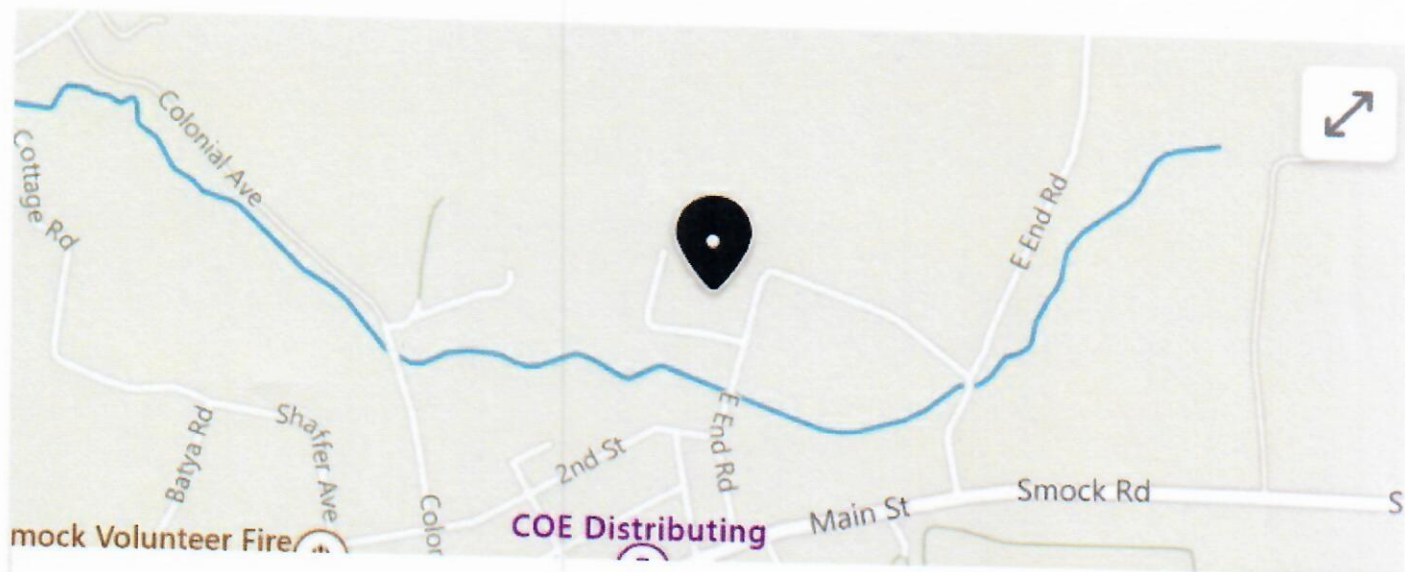 Colonial Ave
Cottage Rd
E End Rd
Batya Rd
Shaffer Ave
2nd St
E End Rd
Colon
COE Distributing
Main St
Smock Rd
S
mock Volunteer Fire